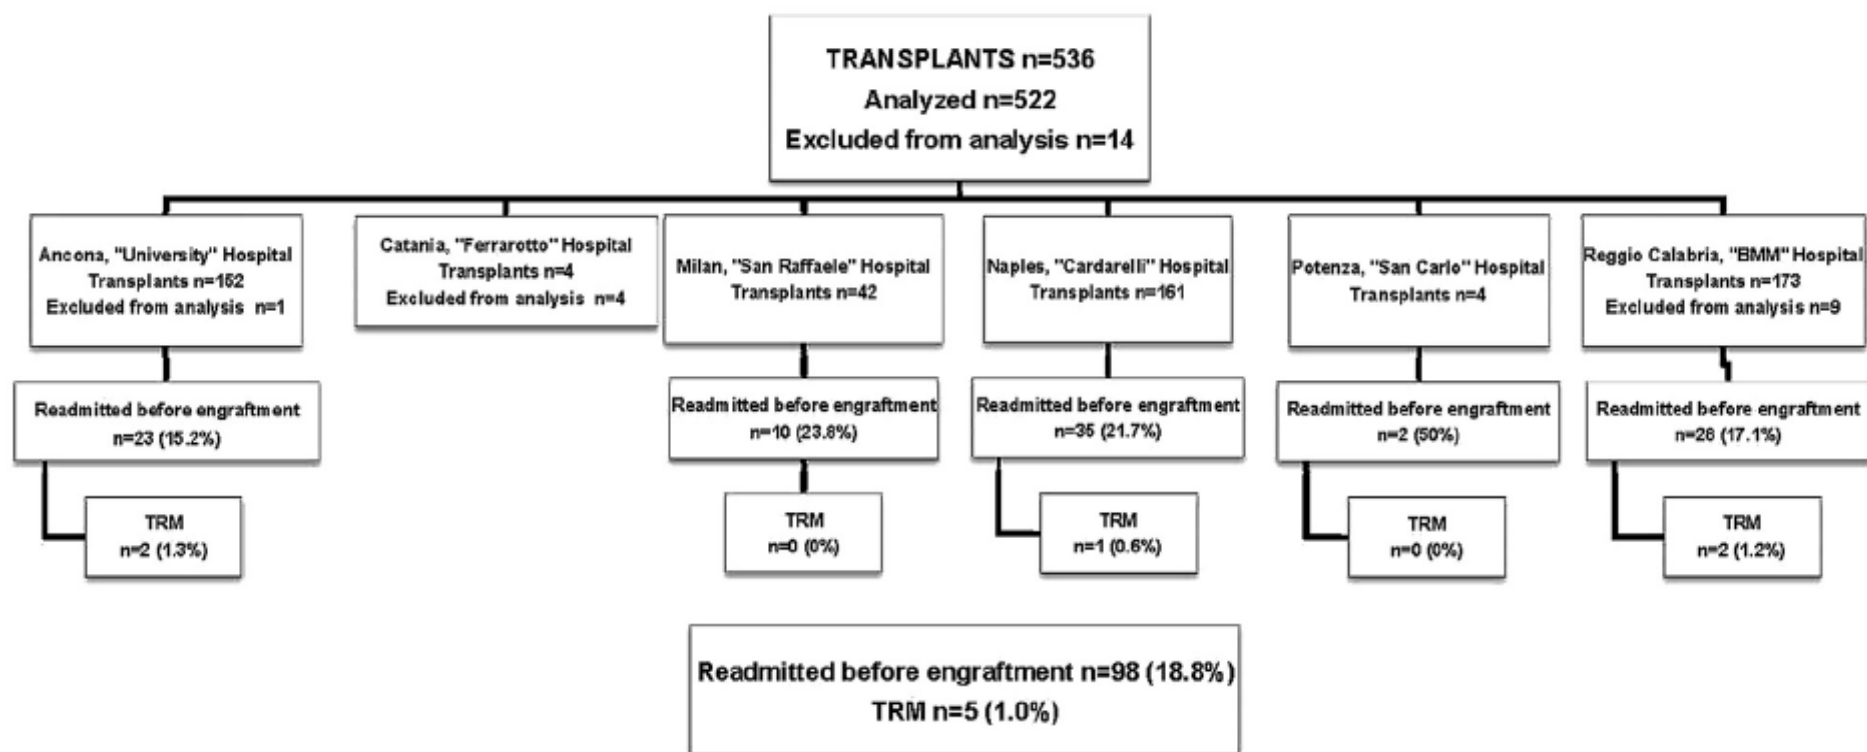 TRANSPLANTS n=536
Analyzed n=522
Excluded from analysis n=14
Ancona, "University" Hospital
Transplants n=152
Excluded from analysis n=1
Catania, "Ferrarotto" Hospital
Transplants n=4
Excluded from analysis n=4
Milan, "San Raffaele" Hospital
Transplants n=42
Naples, "Cardarelli" Hospital
Transplants n=161
Potenza, "San Carlo" Hospital
Transplants n=4
Reggio Calabria, "BMM" Hospital
Transplants n=173
Excluded from analysis n=9
Readmitted before engraftment
n=23 (15.2%)
Readmitted before engraftment
n=10 (23.8%)
Readmitted before engraftment
n=35 (21.7%)
Readmitted before engraftment
n=2 (50%)
Readmitted before engraftment
n=28 (17.1%)
TRM
n=2 (1.3%)
TRM
n=0 (0%)
TRM
n=1 (0.6%)
TRM
n=0 (0%)
TRM
n=2 (1.2%)
Readmitted before engraftment n=98 (18.8%)
TRM n=5 (1.0%)